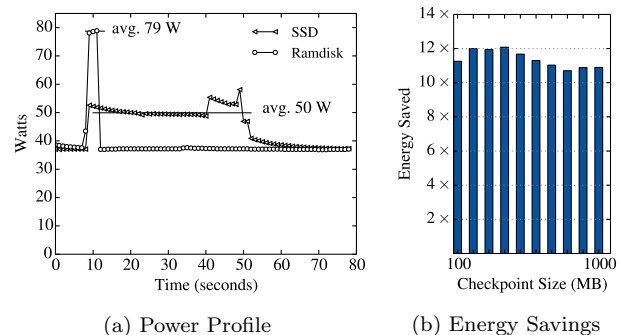 80
70
60
50
40
30
20
10
0
Watts
avg. 79 W
SSD
Ramdisk
avg. 50 W
0 10 20 30 40 50 60 70 80
Time (seconds)
(a) Power Profile
14 ×
12 ×
10 ×
8 ×
6 ×
4 ×
2 ×
Energy Saved
100 1000
Checkpoint Size (MB)
(b) Energy Savings